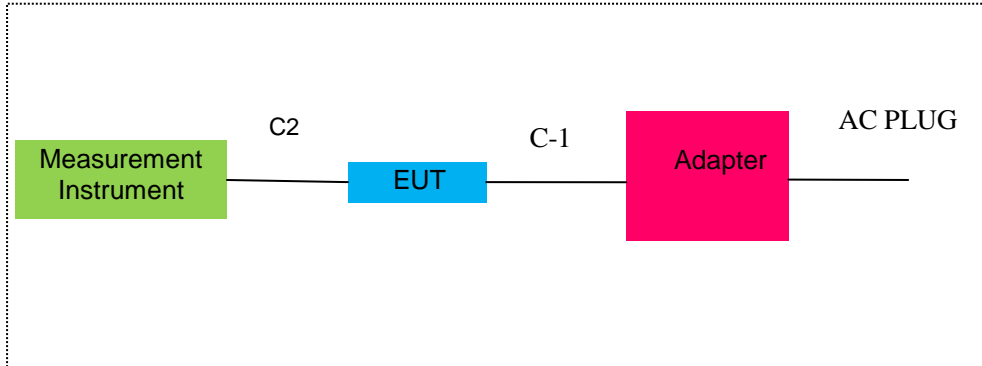 C2
C-1
AC PLUG
Measurement
Instrument
EUT
Adapter